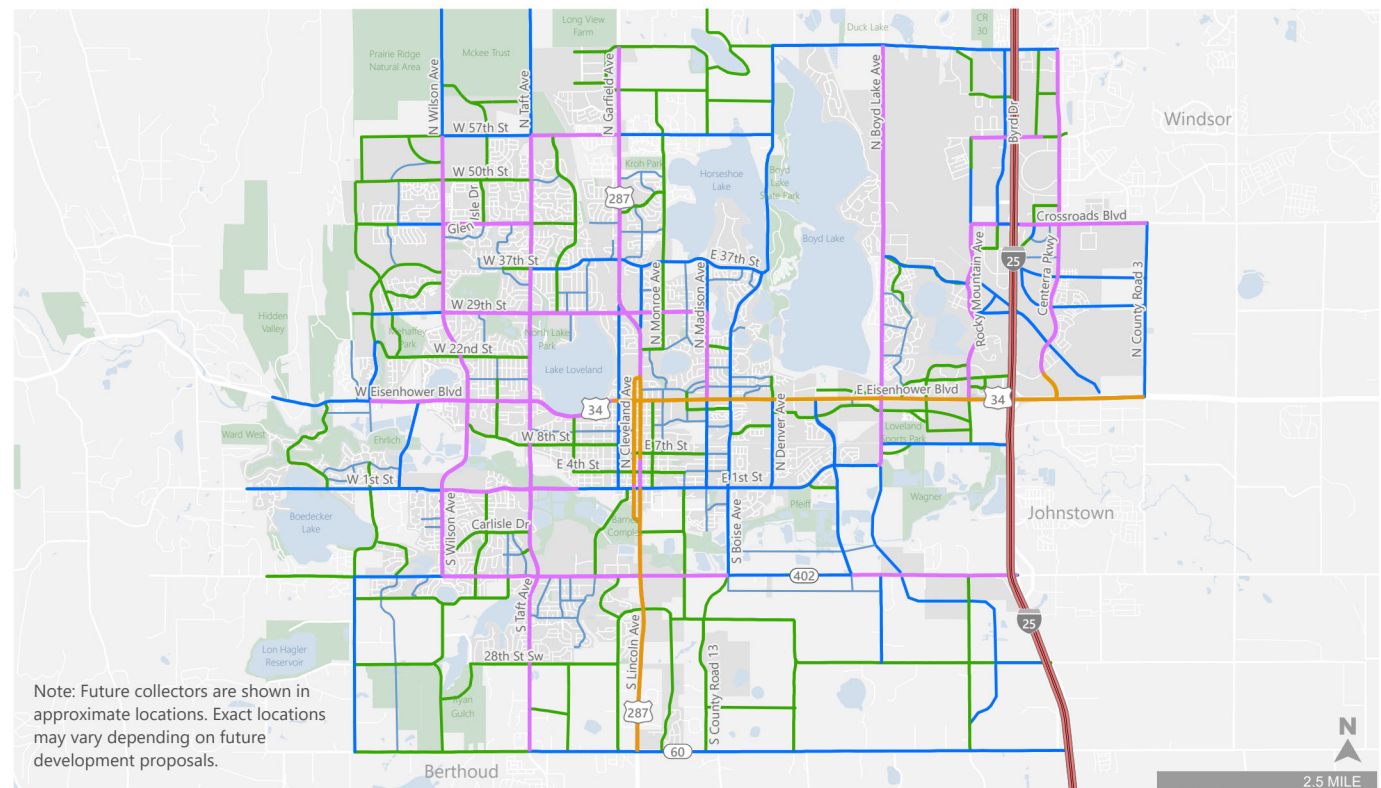 Long View
Farm
Duck Lake
CR
30
Prairie Ridge
Natural Area
Mckee Trust
N Wilson Ave
N Taft Ave
N Garfield Ave
N Boyd Lake Ave
Byrd Dr
Windsor
W 57th St
Kroh Park
Horseshoe
Lake
Boyd
Lake
State Park
W 50th St
287
Glen Isle Dr
Boyd Lake
Crossroads Blvd
W 37th St
E 37th St
25
Hidden
Valley
N Monroe Ave
N Madison Ave
Rocky Mountain Ave
Centerra Pkwy
N County Road 3
W 29th St
Mehaffey
Park
North Lake
Park
W 22nd St
Lake Loveland
W Eisenhower Blvd
34
N Cleveland Ave
E Eisenhower Blvd
34
Ward West
Ehrlich
W 8th St
E 7th St
N Denver Ave
Loveland
Sports Park
E 4th St
W 1st St
E 1st St
Boedecker
Lake
S Wilson Ave
Carlisle Dr
Barnes
Complex
S Boise Ave
Pfeiff
Wagner
Johnstown
402
S Taft Ave
25
Lon Hagler
Reservoir
28th St Sw
S Lincoln Ave
S County Road 13
Ryan
Gulch
287
Note: Future collectors are shown in
approximate locations. Exact locations
may vary depending on future
development proposals.
60
Berthoud
N
2.5 MILE